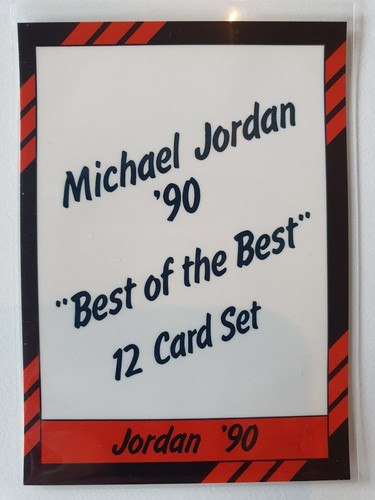 Michael Jordan
'90
"Best of the Best"
12 Card Set
Jordan '90